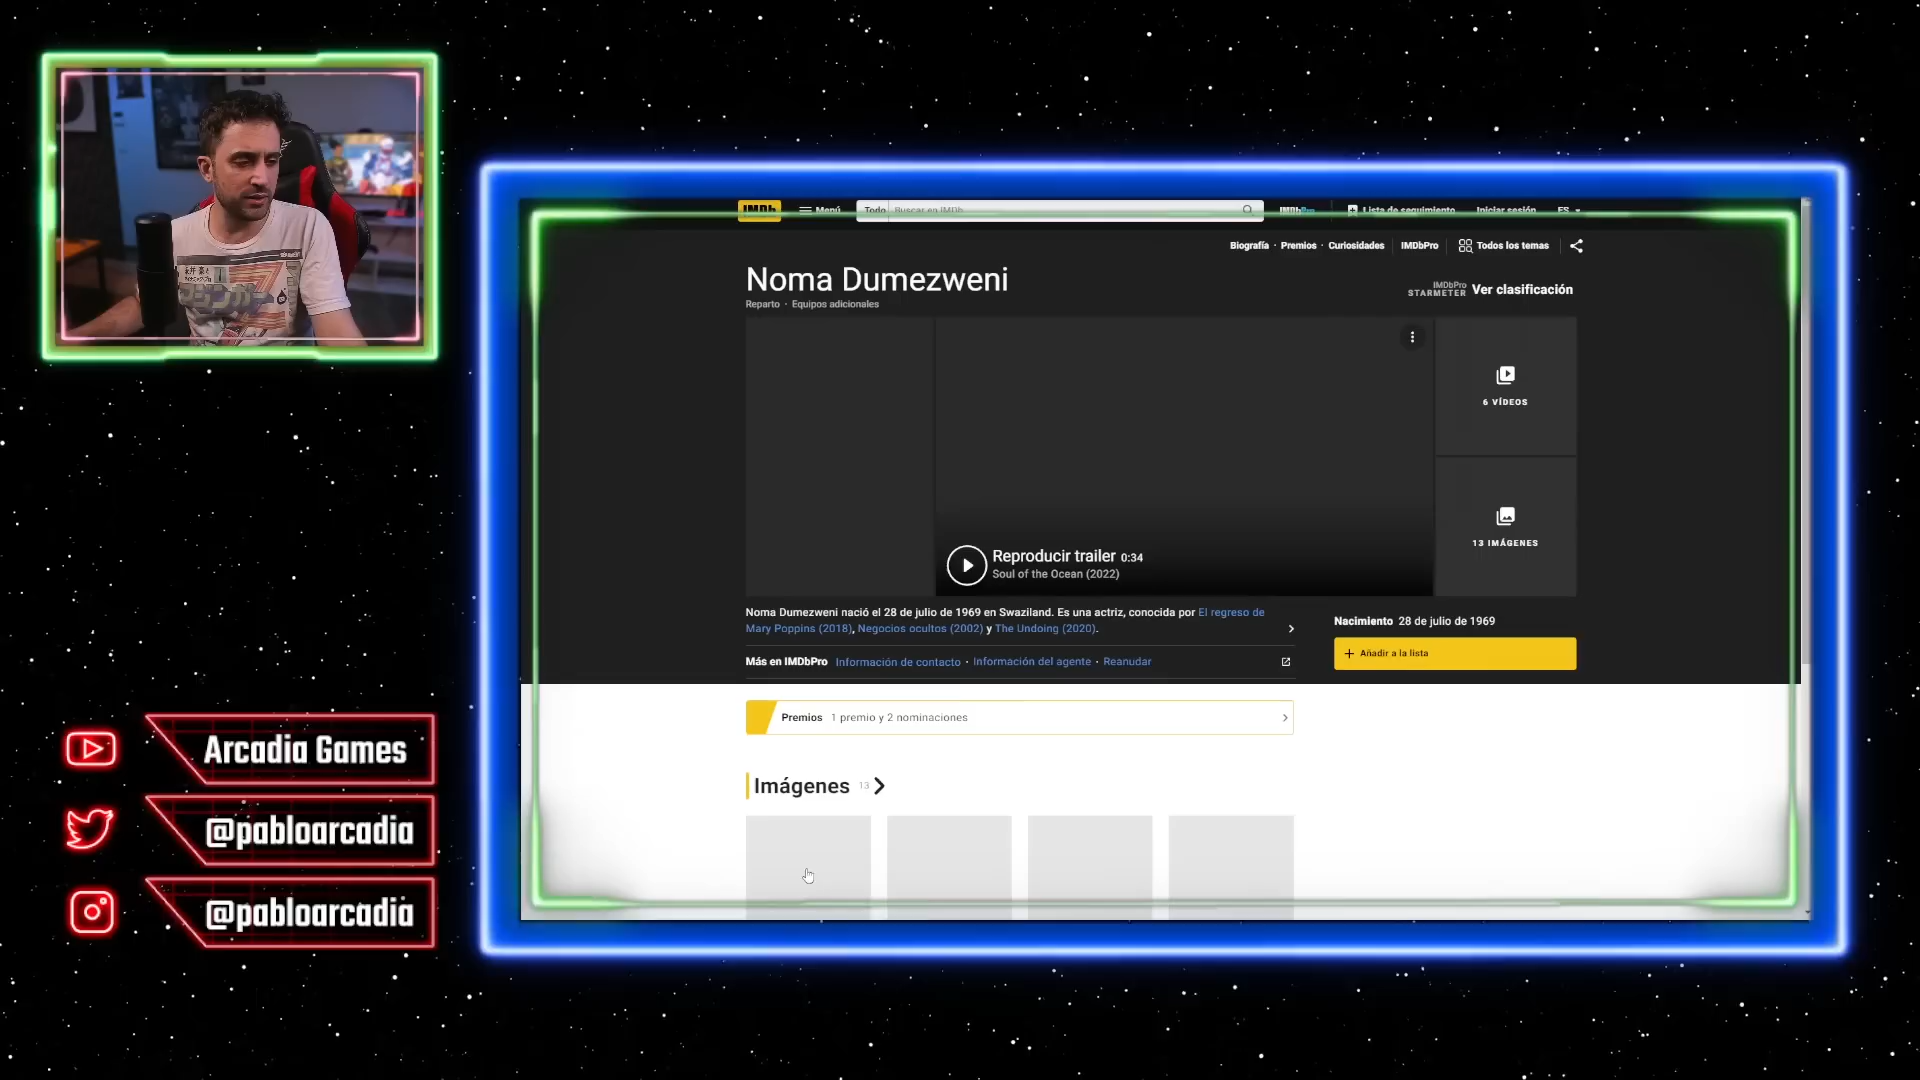 IMDb
Menú
Todo
Buscar en IMDb
IMDbPro
Lista de seguimiento
Iniciar sesión
ES
Biografía · Premios · Curiosidades
IMDbPro
Todos los temas
Noma Dumezweni
Reparto · Equipos adicionales
IMDbPro
STARMETER
Ver clasificación
6 VÍDEOS
13 IMÁGENES
Reproducir trailer 0:34
Soul of the Ocean (2022)
Noma Dumezweni nació el 28 de julio de 1969 en Swaziland. Es una actriz, conocida por El regreso de
Mary Poppins (2018), Negocios ocultos (2002) y The Undoing (2020).
Nacimiento 28 de julio de 1969
+ Añadir a la lista
Más en IMDbPro Información de contacto · Información del agente · Reanudar
Premios 1 premio y 2 nominaciones
Imágenes 13
Arcadia Games
@pabloarcadia
@pabloarcadia